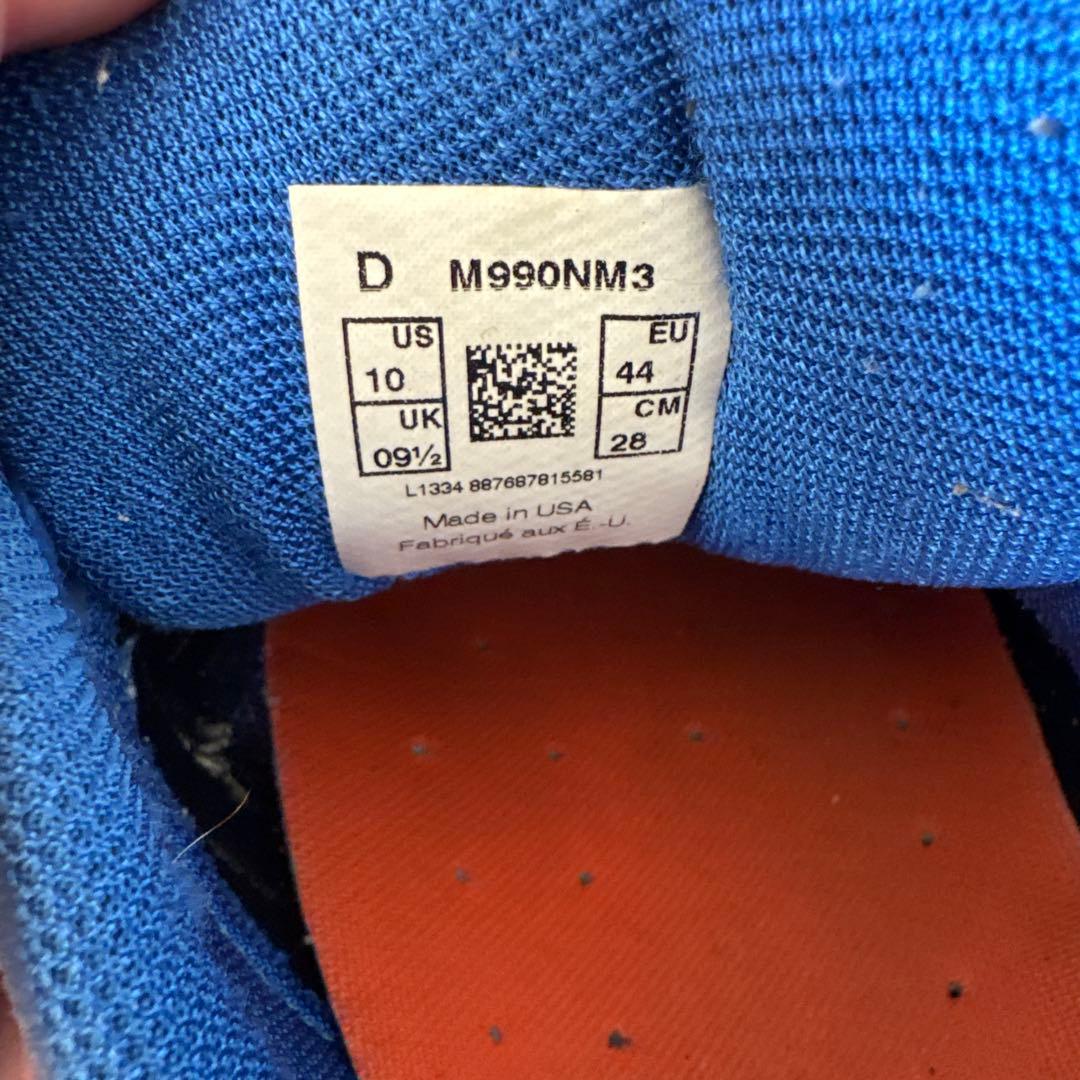 D M990NM3
US EU
10 44
UK CM
09½ 28
L1334 887687815581
Made in USA
Fabriqué aux É.-U.